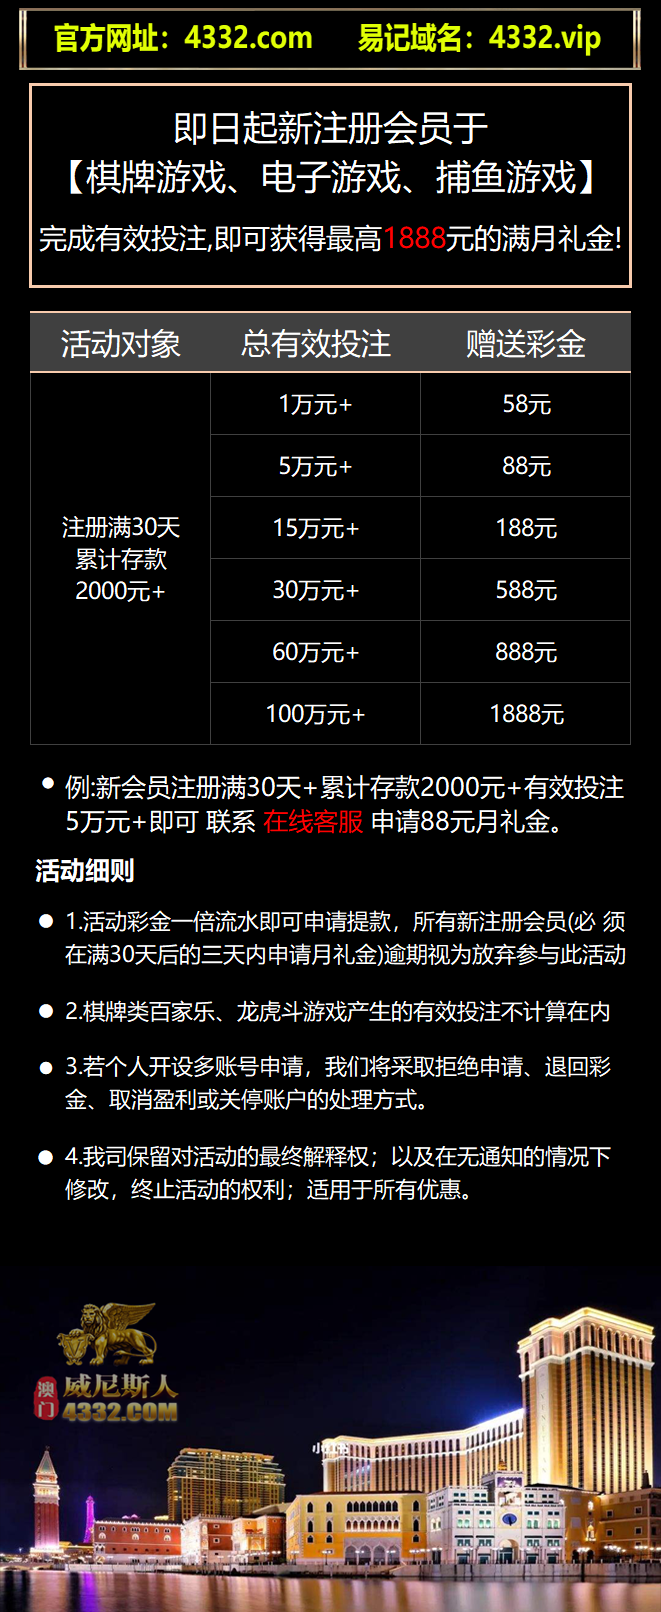 官方网址：4332.com 易记域名：4332.vip
即日起新注册会员于
【棋牌游戏、电子游戏、捕鱼游戏】
完成有效投注,即可获得最高1888元的满月礼金!
活动对象 总有效投注 赠送彩金
1万元+ 58元
5万元+ 88元
15万元+ 188元
注册满30天
累计存款
2000元+
30万元+ 588元
60万元+ 888元
100万元+ 1888元
例:新会员注册满30天+累计存款2000元+有效投注
5万元+即可 联系 在线客服 申请88元月礼金。
活动细则
1.活动彩金一倍流水即可申请提款，所有新注册会员(必 须
在满30天后的三天内申请月礼金)逾期视为放弃参与此活动
2.棋牌类百家乐、龙虎斗游戏产生的有效投注不计算在内
3.若个人开设多账号申请，我们将采取拒绝申请、退回彩
金、取消盈利或关停账户的处理方式。
4.我司保留对活动的最终解释权；以及在无通知的情况下
修改，终止活动的权利；适用于所有优惠。
澳门 威尼斯人
4332.COM